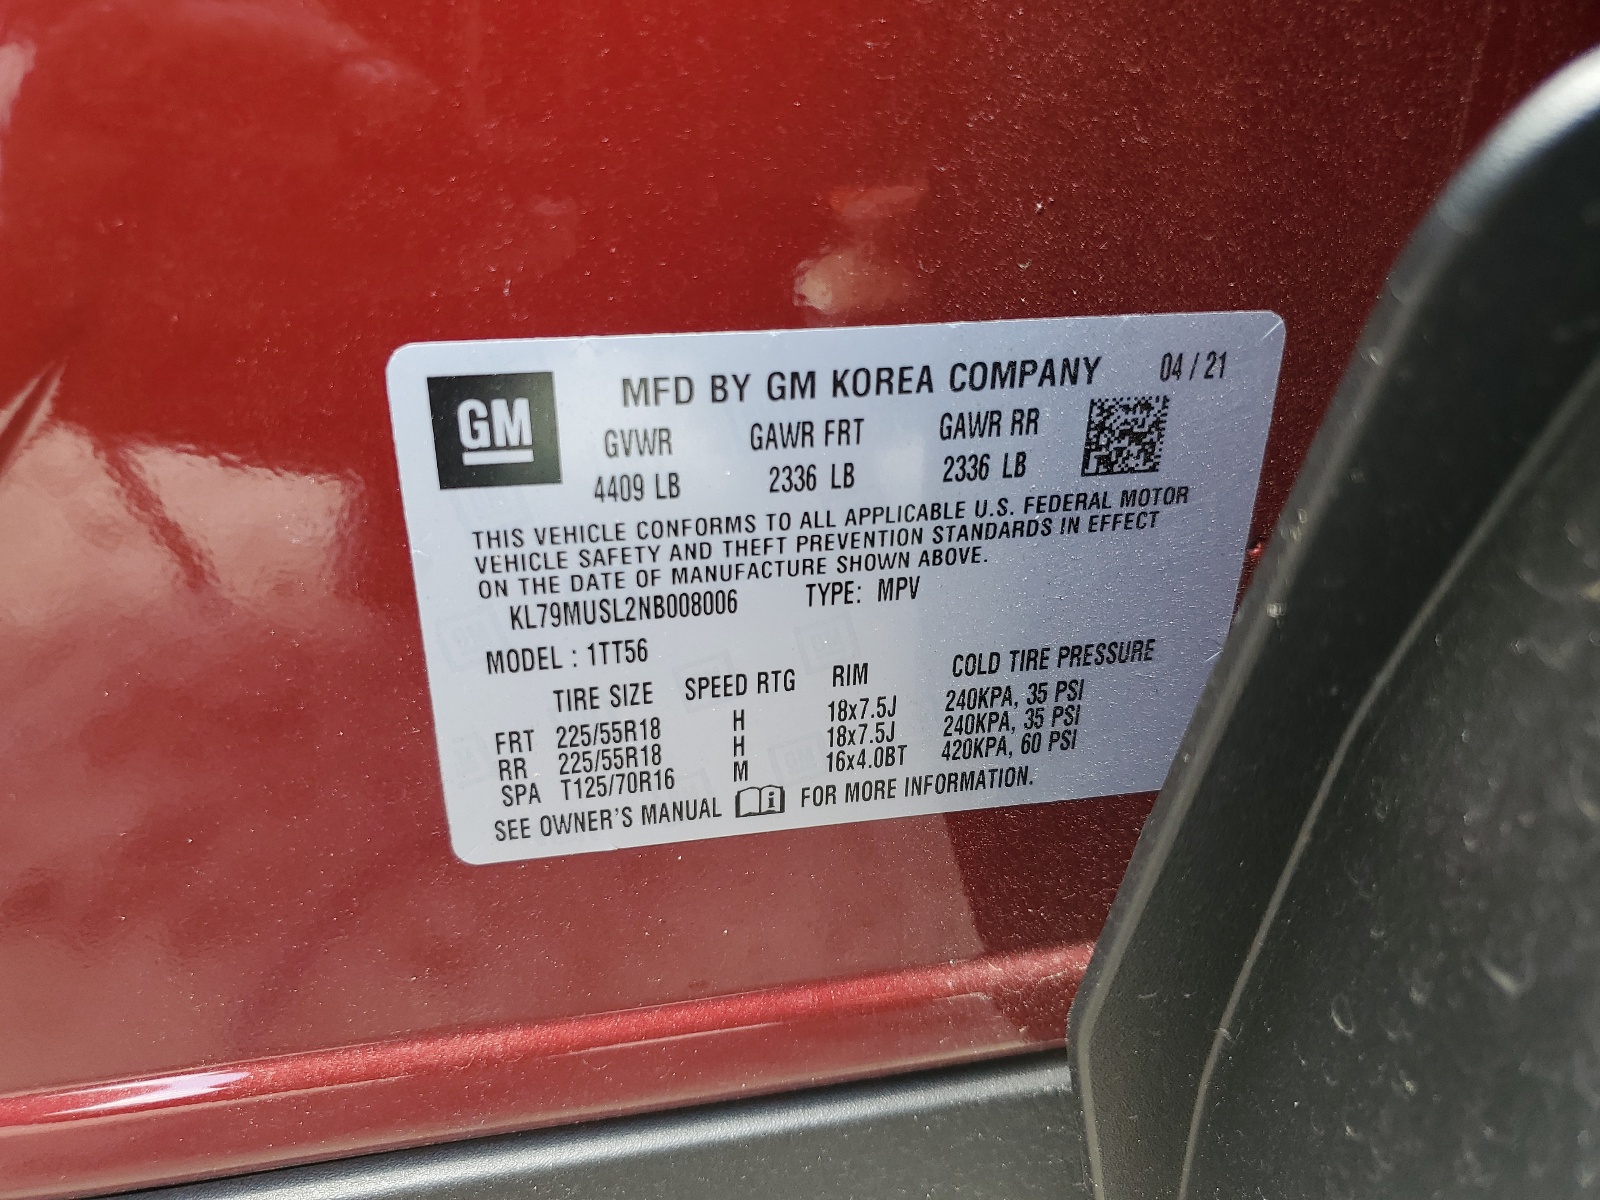 GM
MFD BY GM KOREA COMPANY 04 / 21
GVWR GAWR FRT GAWR RR
4409 LB 2336 LB 2336 LB
THIS VEHICLE CONFORMS TO ALL APPLICABLE U.S. FEDERAL MOTOR
VEHICLE SAFETY AND THEFT PREVENTION STANDARDS IN EFFECT
ON THE DATE OF MANUFACTURE SHOWN ABOVE.
KL79MUSL2NB008006 TYPE: MPV
MODEL : 1TT56
TIRE SIZE SPEED RTG RIM COLD TIRE PRESSURE
FRT 225/55R18 H 18x7.5J 240KPA, 35 PSI
RR 225/55R18 H 18x7.5J 240KPA, 35 PSI
SPA T125/70R16 M 16x4.0BT 420KPA, 60 PSI
SEE OWNER'S MANUAL i FOR MORE INFORMATION.